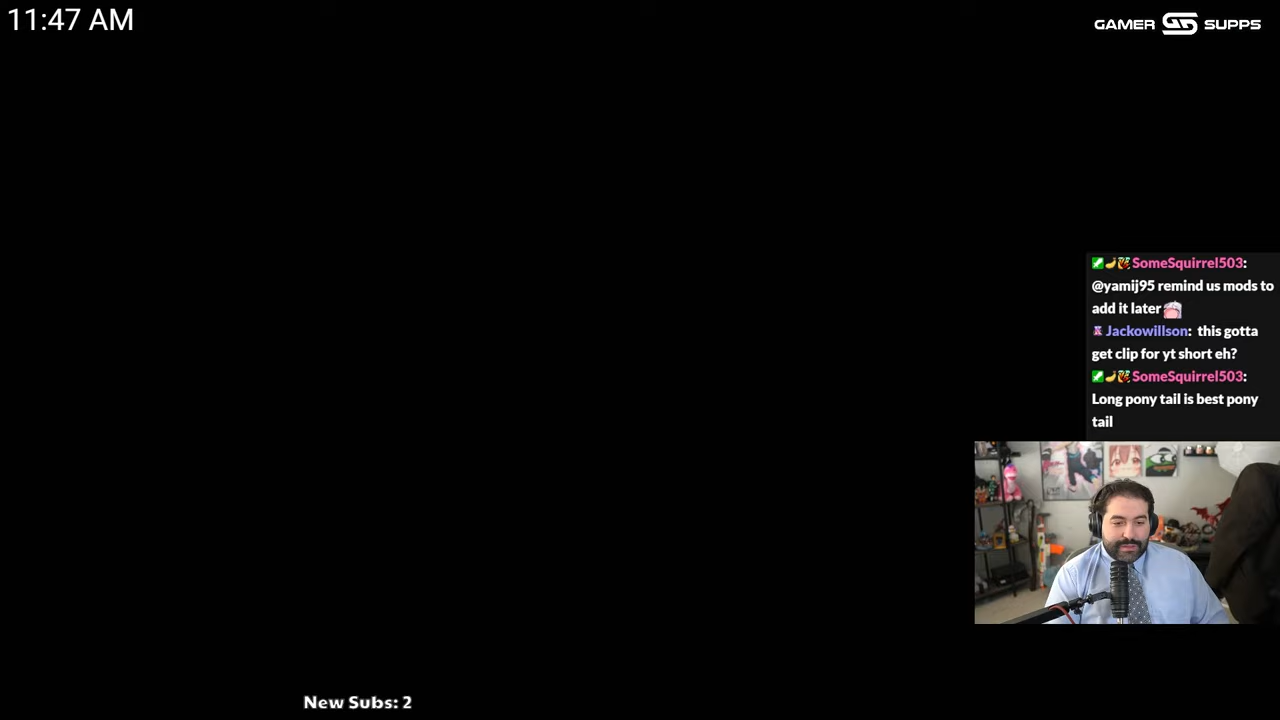 11:47 AM
GAMER SUPPS
SomeSquirrel503:
@yamij95 remind us mods to
add it later
Jackowillson: this gotta
get clip for yt short eh?
SomeSquirrel503:
Long pony tail is best pony
tail
New Subs: 2